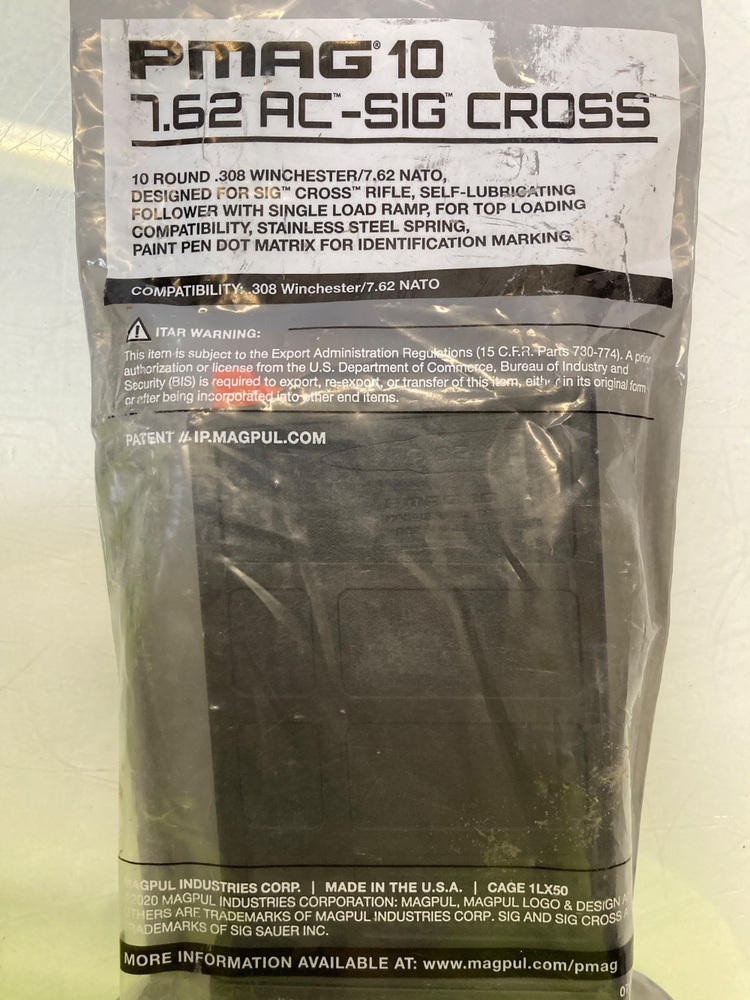 PMAG® 10
7.62 AC™-SIG™ CROSS™
10 ROUND .308 WINCHESTER/7.62 NATO,
DESIGNED FOR SIG™ CROSS™ RIFLE, SELF-LUBRICATING
FOLLOWER WITH SINGLE LOAD RAMP, FOR TOP LOADING
COMPATIBILITY, STAINLESS STEEL SPRING,
PAINT PEN DOT MATRIX FOR IDENTIFICATION MARKING
COMPATIBILITY: .308 Winchester/7.62 NATO
ITAR WARNING:
This item is subject to the Export Administration Regulations (15 C.F.R. Parts 730-774). A prior
authorization or license from the U.S. Department of Commerce, Bureau of Industry and
Security (BIS) is required to export, re-export, or transfer of this item, either in its original form
or after being incorporated into other end items.
PATENT // IP.MAGPUL.COM
PMAG 10
MAGPUL INDUSTRIES CORP. | MADE IN THE U.S.A. | CAGE 1LX50
2020 MAGPUL INDUSTRIES CORPORATION: MAGPUL, MAGPUL LOGO & DESIGN
OTHERS ARE TRADEMARKS OF MAGPUL INDUSTRIES CORP. SIG AND SIG CROSS
TRADEMARKS OF SIG SAUER INC.
MORE INFORMATION AVAILABLE AT: www.magpul.com/pmag